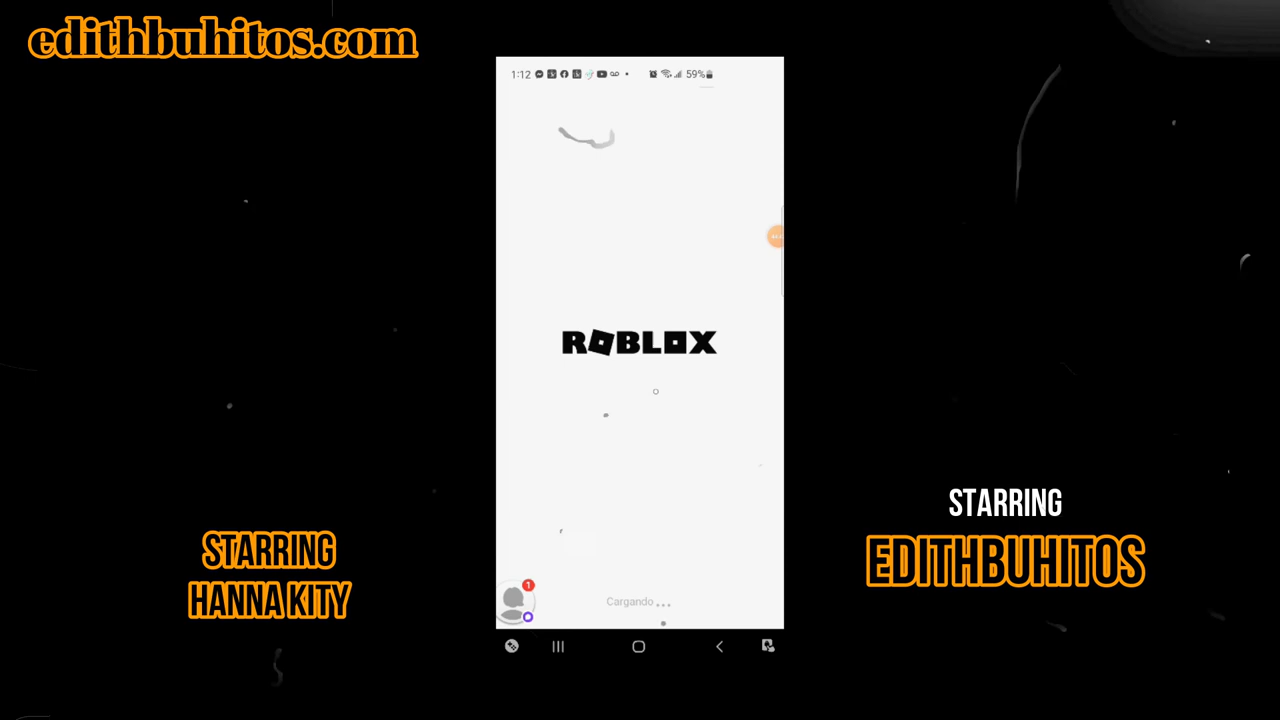 edithbuhitos.com
1:12
59%
ROBLOX
1
Cargando...
STARRING
HANNA KITY
STARRING
EDITHBUHITOS